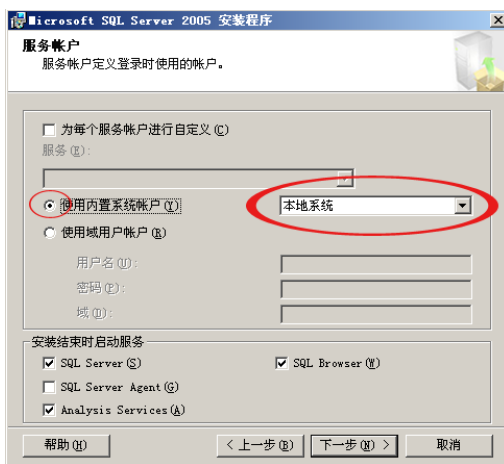 Microsoft SQL Server 2005 安装程序
服务帐户
服务帐户定义登录时使用的帐户。
为每个服务帐户进行自定义(C)
服务(E):
使用内置系统帐户(Y)
本地系统
使用域用户帐户(R)
用户名(U):
密码(P):
域(D):
安装结束时启动服务
SQL Server(S)
SQL Browser(W)
SQL Server Agent(G)
Analysis Services(A)
帮助(H)
< 上一步(B)
下一步(N) >
取消